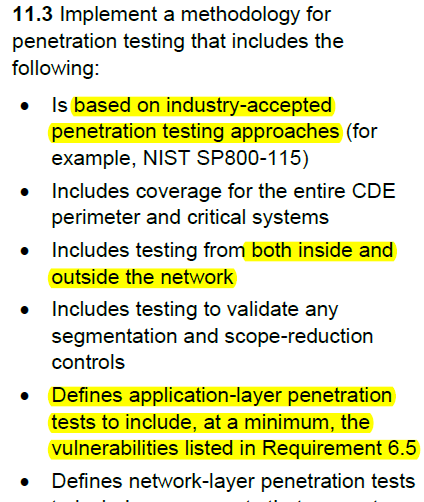 11.3 Implement a methodology for
penetration testing that includes the
following:
• Is based on industry-accepted
penetration testing approaches (for
example, NIST SP800-115)
• Includes coverage for the entire CDE
perimeter and critical systems
• Includes testing from both inside and
outside the network
• Includes testing to validate any
segmentation and scope-reduction
controls
• Defines application-layer penetration
tests to include, at a minimum, the
vulnerabilities listed in Requirement 6.5
• Defines network-layer penetration tests